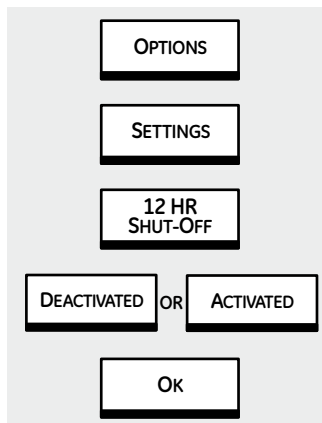 OPTIONS
SETTINGS
12 HR
SHUT-OFF
DEACTIVATED OR ACTIVATED
OK